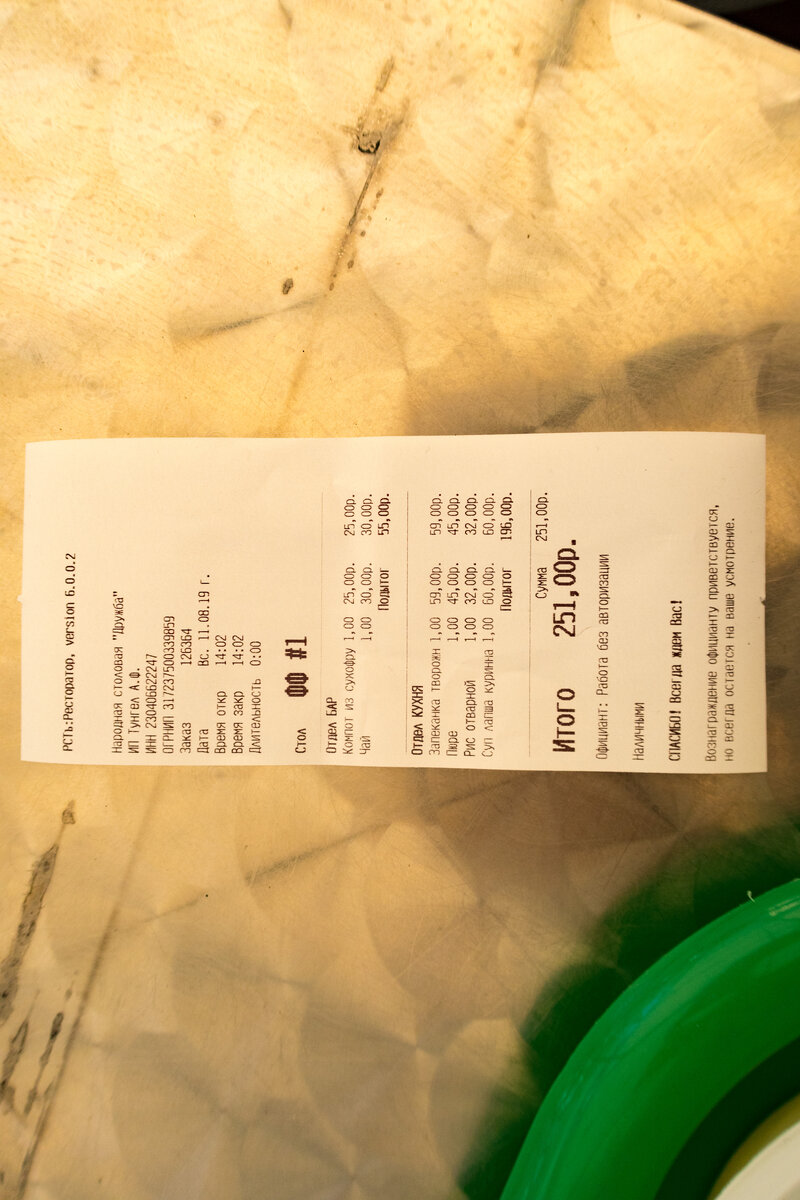 РСТЬ:Ресторатор, version 6.0.0.2
Народная столовая "Дружба"
ИП Тунгел А.Ф.
ИНН 230406622247
ОГРНИП 317237500339859
Заказ 126364
Дата Вс. 11.08.19 г.
Время откр 14:02
Время закр 14:02
Длительность 0:00
Стол ФФ #1
Отдел БАР
Компот из сухофру 1,00 25,00р. 25,00р.
Чай 1,00 30,00р. 30,00р.
Подытог 55,00р.
Отдел КУХНЯ
Запеканка творожн 1,00 59,00р. 59,00р.
Пюре 1,00 45,00р. 45,00р.
Рис отварной 1,00 32,00р. 32,00р.
Суп лапша куринна 1,00 60,00р. 60,00р.
Подытог 196,00р.
Сумма 251,00р.
Итого 251,00р.
Официант: Работа без авторизации
Наличными
СПАСИБО! Всегда ждем Вас!
Вознаграждение официанту приветствуется,
но всегда остается на ваше усмотрение.